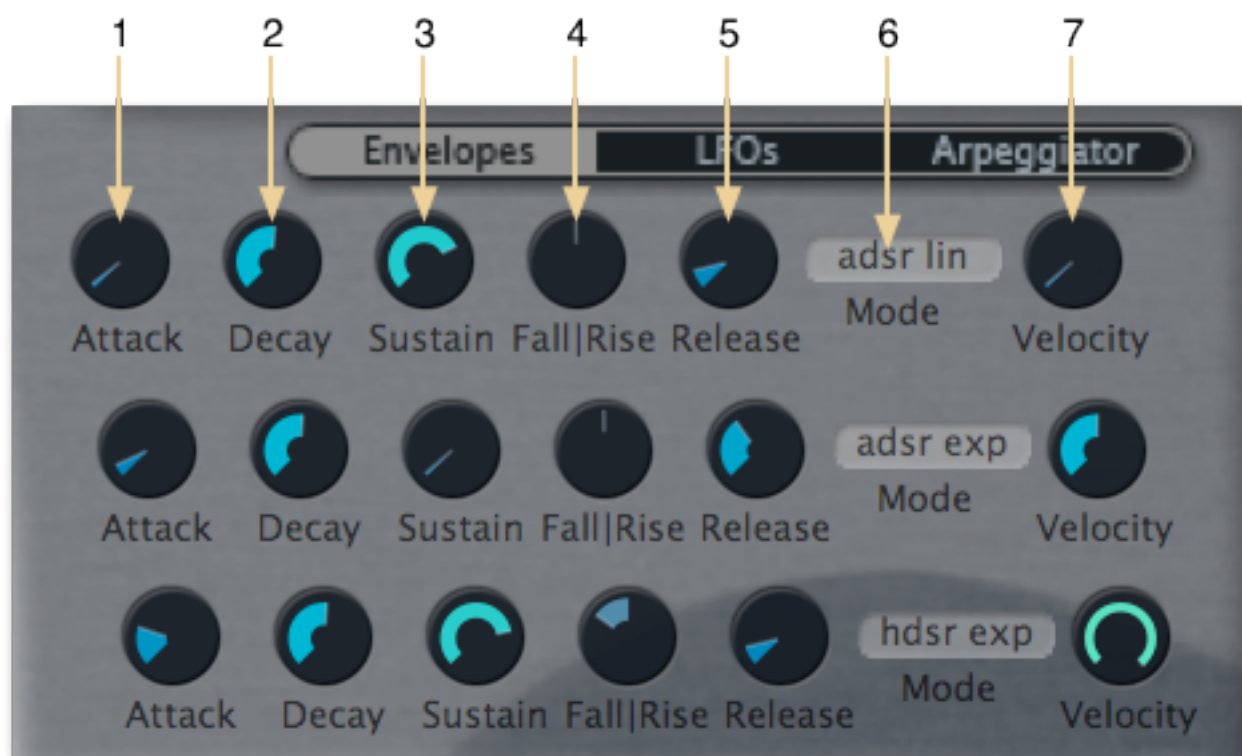 1 2 3 4 5 6 7
Envelopes LFOs Arpeggiator
adsr lin
Attack Decay Sustain Fall|Rise Release Mode Velocity
adsr exp
Attack Decay Sustain Fall|Rise Release Mode Velocity
hdsr exp
Attack Decay Sustain Fall|Rise Release Mode Velocity